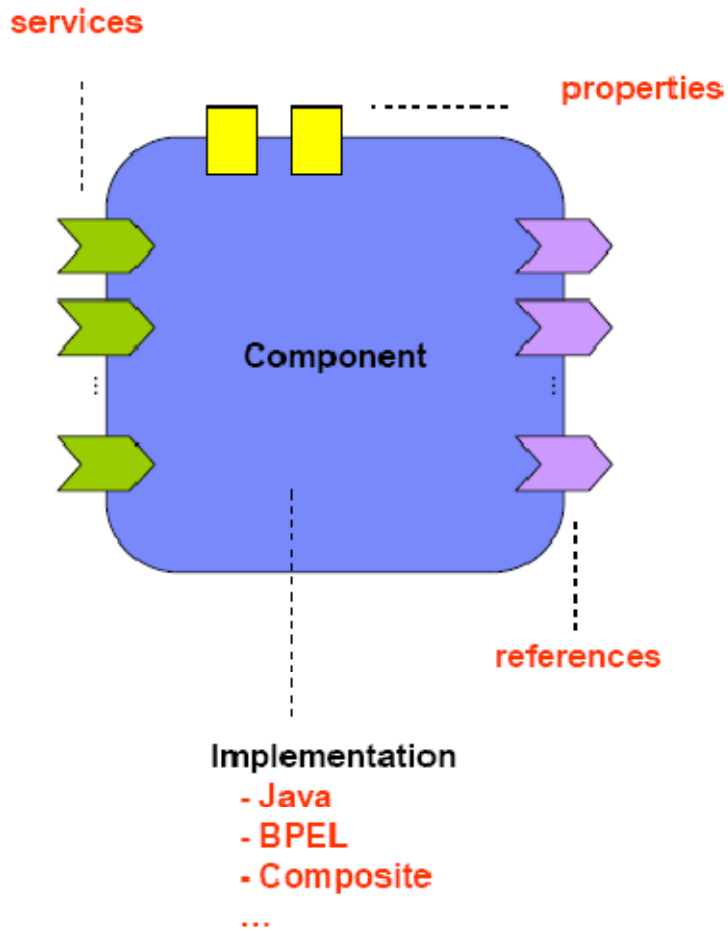 services
properties
Component
...
...
references
Implementation
- Java
- BPEL
- Composite
...